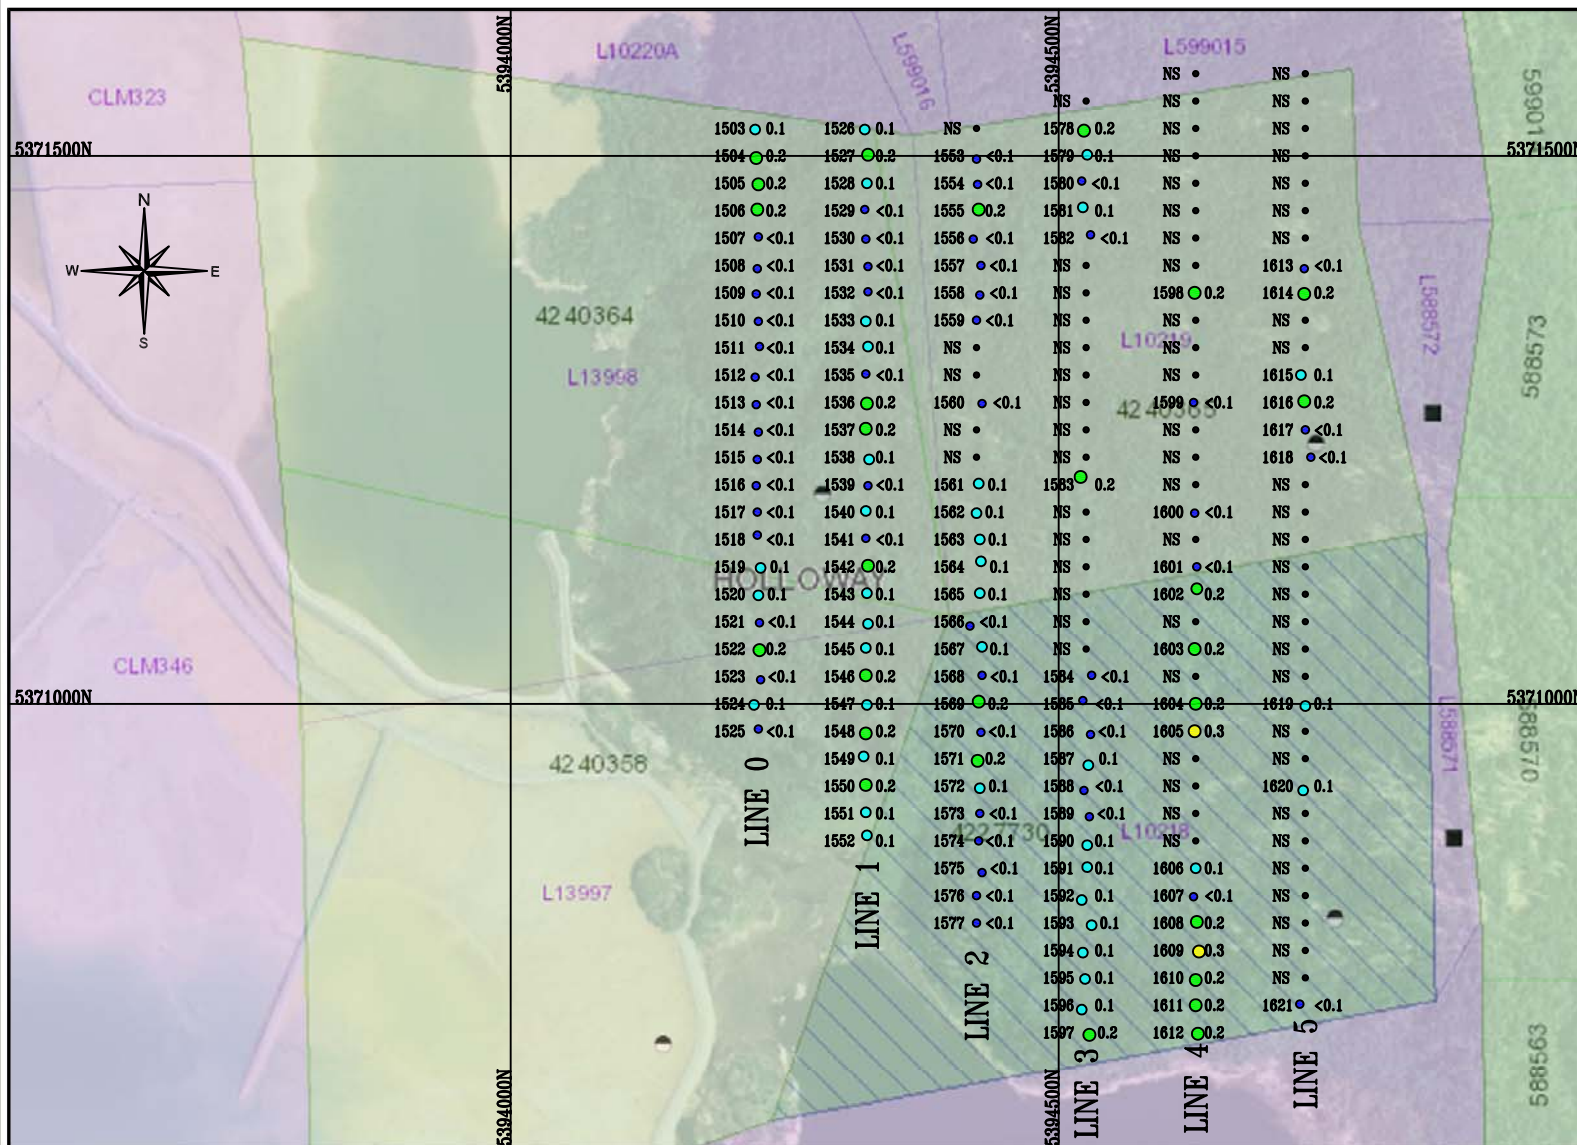 L10220A
L599016
L599015
CLM323
5394000N
5394500N
599015
NS NS
NS NS NS
1503 0.1 1526 0.1 NS 1578 0.2 NS NS
5371500N 1504 0.2 1527 0.2 1553 <0.1 1579 0.1 NS NS 5371500N
1505 0.2 1528 0.1 1554 <0.1 1580 <0.1 NS NS
1506 0.2 1529 <0.1 1555 0.2 1581 0.1 NS NS
1507 <0.1 1530 <0.1 1556 <0.1 1582 <0.1 NS NS
1508 <0.1 1531 <0.1 1557 <0.1 NS NS 1613 <0.1
1509 <0.1 1532 <0.1 1558 <0.1 NS 1598 0.2 1614 0.2
1510 <0.1 1533 0.1 1559 <0.1 NS NS NS
1511 <0.1 1534 0.1 NS NS NS NS
1512 <0.1 1535 <0.1 NS NS NS 1615 0.1
1513 <0.1 1536 0.2 1560 <0.1 NS 1599 <0.1 1616 0.2
1514 <0.1 1537 0.2 NS NS NS 1617 <0.1
1515 <0.1 1538 0.1 NS NS NS 1618 <0.1
1516 <0.1 1539 <0.1 1561 0.1 1583 0.2 NS NS
1517 <0.1 1540 0.1 1562 0.1 NS 1600 <0.1 NS
1518 <0.1 1541 <0.1 1563 0.1 NS NS NS
1519 0.1 1542 0.2 1564 0.1 NS 1601 <0.1 NS
1520 0.1 1543 0.1 1565 0.1 NS 1602 0.2 NS
1521 <0.1 1544 0.1 1566 <0.1 NS NS NS
1522 0.2 1545 0.1 1567 0.1 NS 1603 0.2 NS
1523 <0.1 1546 0.2 1568 <0.1 1584 <0.1 NS NS
1524 0.1 1547 0.1 1569 0.2 1585 <0.1 1604 0.2 1619 0.1 5371000N
1525 <0.1 1548 0.2 1570 <0.1 1586 <0.1 1605 0.3 NS
1549 0.1 1571 0.2 1587 0.1 NS NS
1550 0.2 1572 0.1 1588 <0.1 NS 1620 0.1
1551 0.1 1573 <0.1 1589 <0.1 NS NS
1552 0.1 1574 <0.1 1590 0.1 NS NS
1575 <0.1 1591 0.1 1606 0.1 NS
1576 <0.1 1592 0.1 1607 <0.1 NS
1577 <0.1 1593 0.1 1608 0.2 NS
1594 0.1 1609 0.3 NS
1595 0.1 1610 0.2 NS
1596 0.1 1611 0.2 1621 <0.1
1597 0.2 1612 0.2
N
W E
S
4240364
L13998
L10219
4240365
L588572
588573
HOLLOWAY
CLM346
5371000N
4240358
L13997
4227730
L10218
L588571
588570
588563
LINE 0
LINE 1
LINE 2
LINE 3
LINE 4
LINE 5
5394000N
5394500N